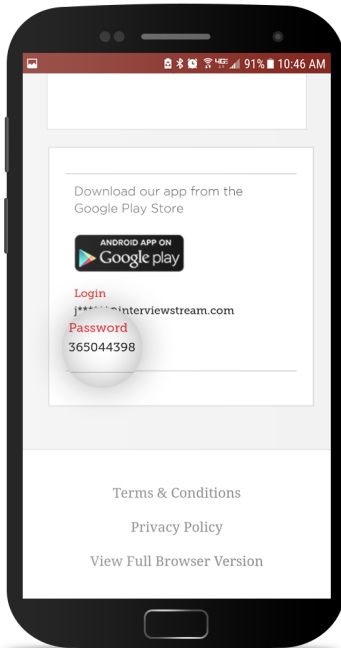 4GE 91% 10:46 AM
Download our app from the
Google Play Store
ANDROID APP ON
Google play
Login
j******@interviewstream.com
Password
365044398
Terms & Conditions
Privacy Policy
View Full Browser Version